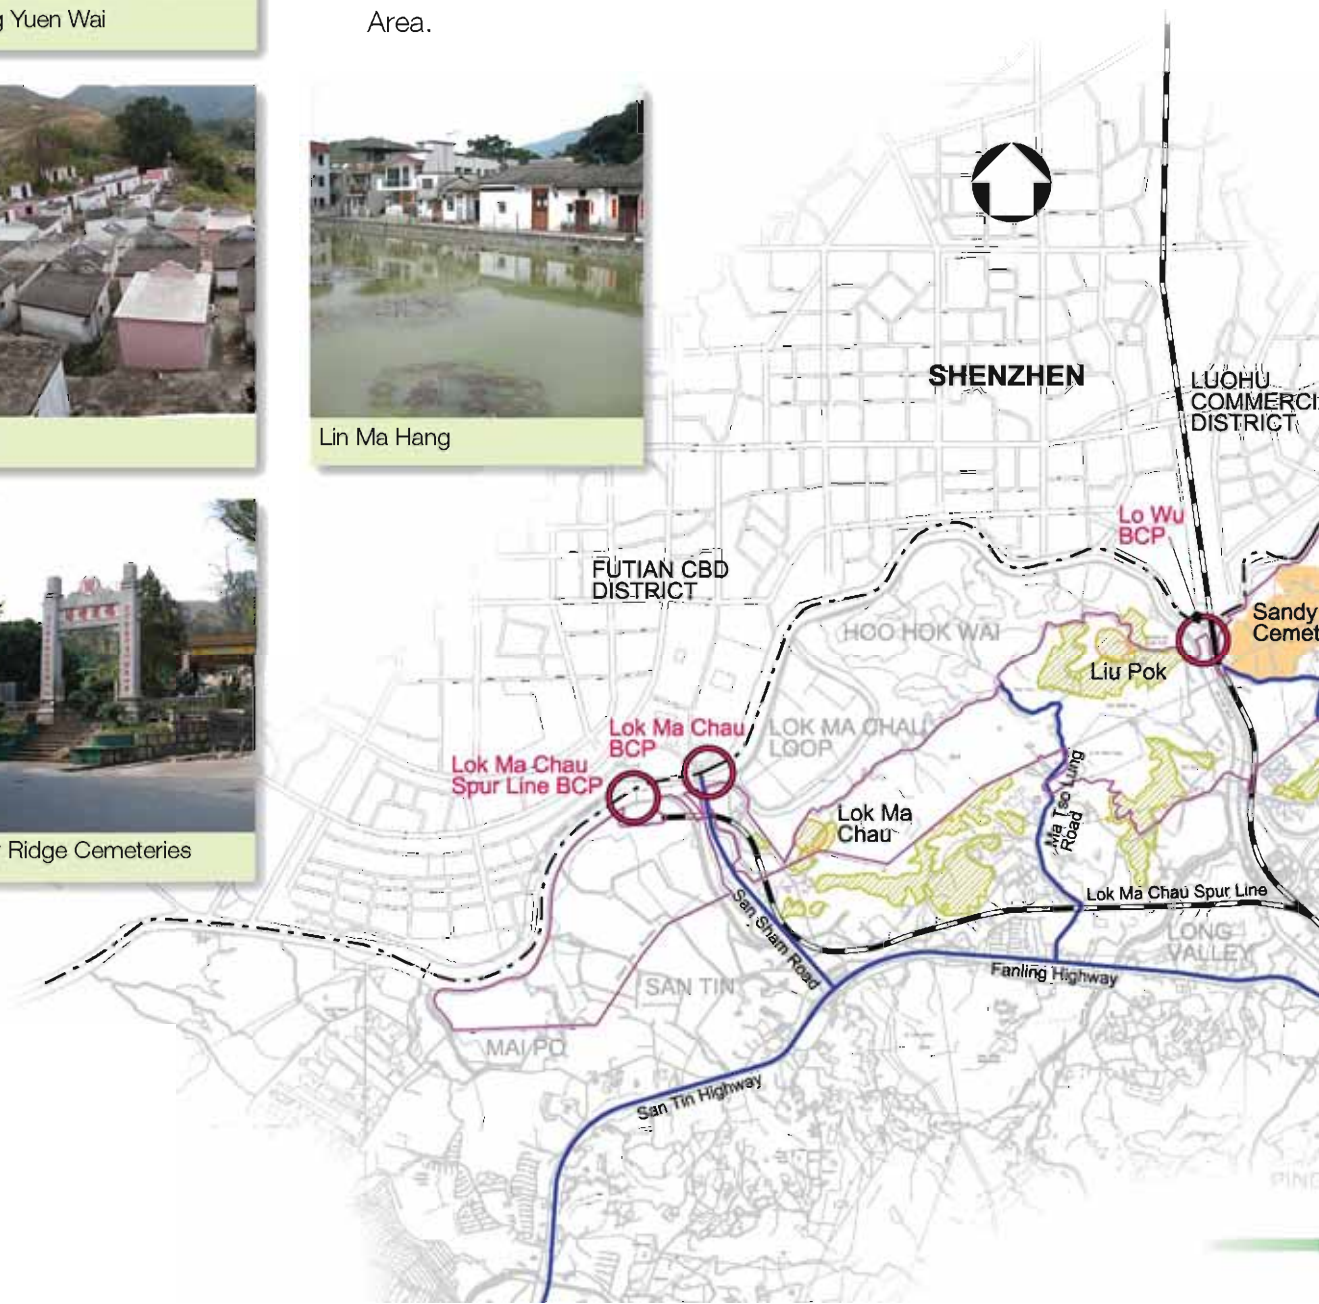 Yuen Wai
Area.
Lin Ma Hang
Ridge Cemeteries
SHENZHEN
LUOHU
COMMERCI
DISTRICT
Lo Wu
BCP
FUTIAN CBD
DISTRICT
HOO HOK WAI
Sandy
Cemet
Liu Pok
Lok Ma Chau
BCP
LOK MA CHAU
LOOP
Lok Ma Chau
Spur Line BCP
Lok Ma
Chau
Ma Tso Lung
Road
Lok Ma Chau Spur Line
San Sham Road
LONG
VALLEY
Fanling Highway
SAN TIN
MAI PO
San Tin Highway
PING